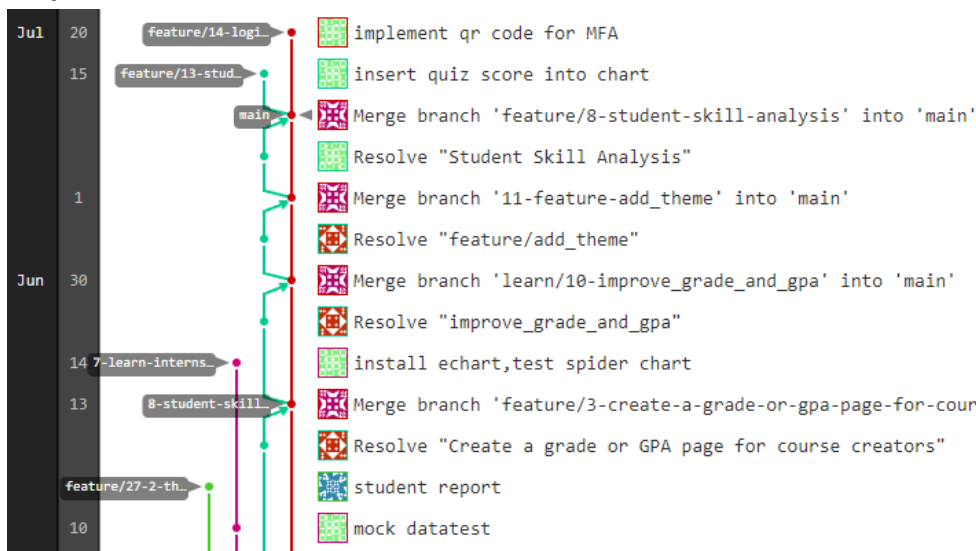 Jul 20 feature/14-logi… implement qr code for MFA
15 feature/13-stud… insert quiz score into chart
main Merge branch 'feature/8-student-skill-analysis' into 'main'
Resolve "Student Skill Analysis"
1 Merge branch '11-feature-add_theme' into 'main'
Resolve "feature/add_theme"
Jun 30 Merge branch 'learn/10-improve_grade_and_gpa' into 'main'
Resolve "improve_grade_and_gpa"
14 7-learn-interns… install echart,test spider chart
13 8-student-skill… Merge branch 'feature/3-create-a-grade-or-gpa-page-for-cour
Resolve "Create a grade or GPA page for course creators"
feature/27-2-th… student report
10 mock datatest